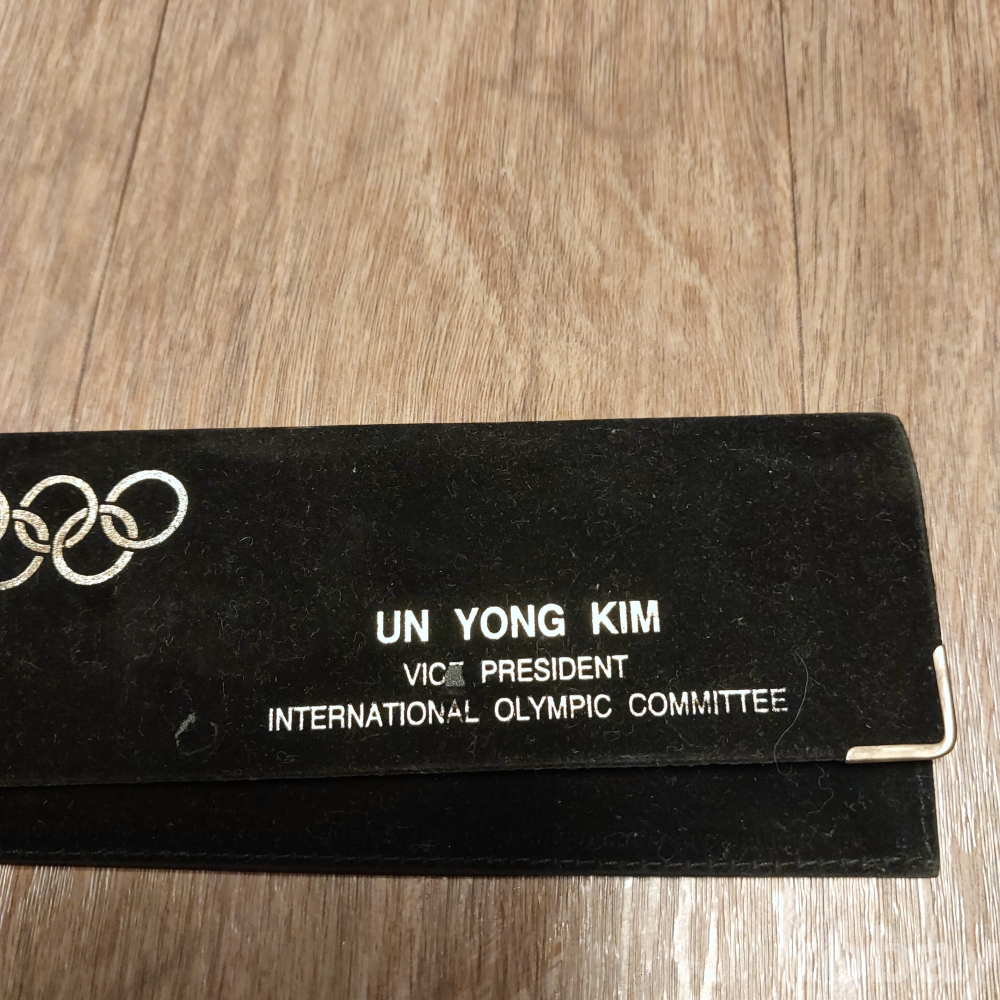 UN YONG KIM
VICE PRESIDENT
INTERNATIONAL OLYMPIC COMMITTEE